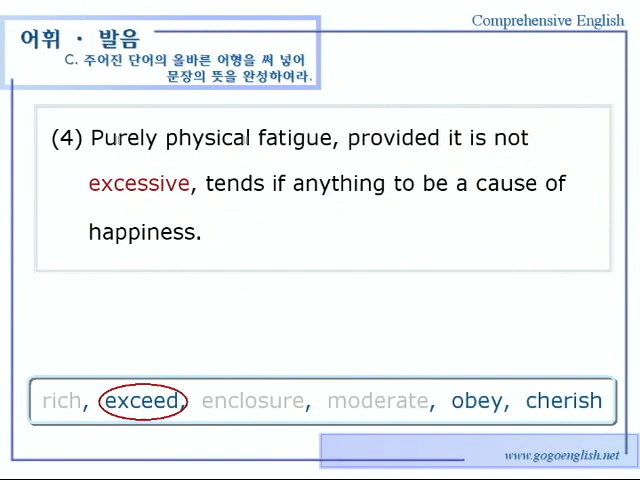 Comprehensive English
어휘 · 발음
C. 주어진 단어의 올바른 어형을 써 넣어
문장의 뜻을 완성하여라.
(4) Purely physical fatigue, provided it is not
excessive, tends if anything to be a cause of
happiness.
rich, exceed, enclosure, moderate, obey, cherish
www.gogoenglish.net